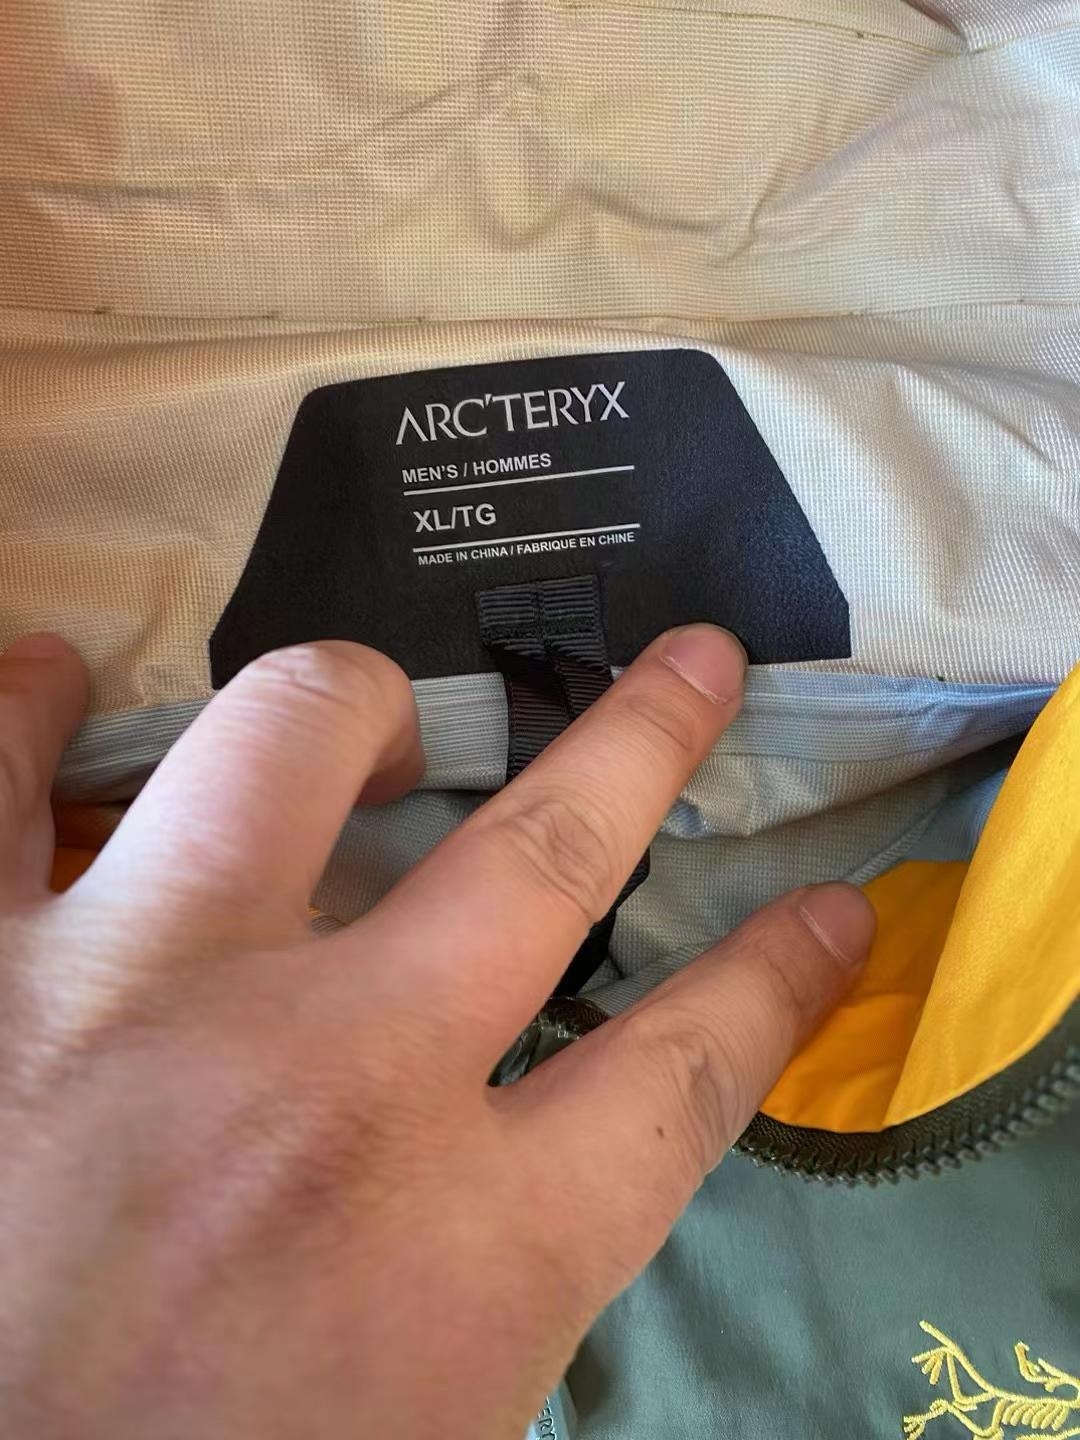 ARC'TERYX
MEN'S / HOMMES
XL/TG
MADE IN CHINA / FABRIQUE EN CHINE